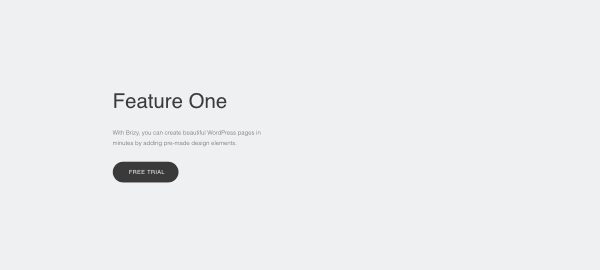 Feature One
With Brizy, you can create beautiful WordPress pages in
minutes by adding pre-made design elements.
FREE TRIAL